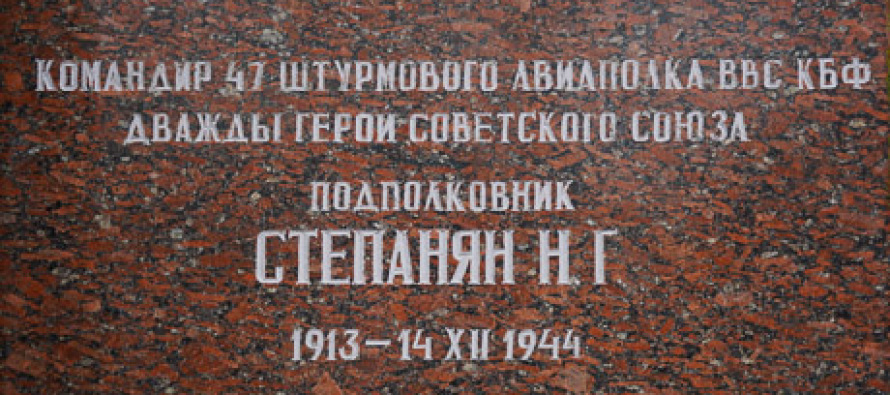 КОМАНДИР 47 ШТУРМОВОГО АВИАПОЛКА ВВС КБФ
ДВАЖДЫ ГЕРОЙ СОВЕТСКОГО СОЮЗА
ПОДПОЛКОВНИК
СТЕПАНЯН Н Г
1913–14 XII 1944